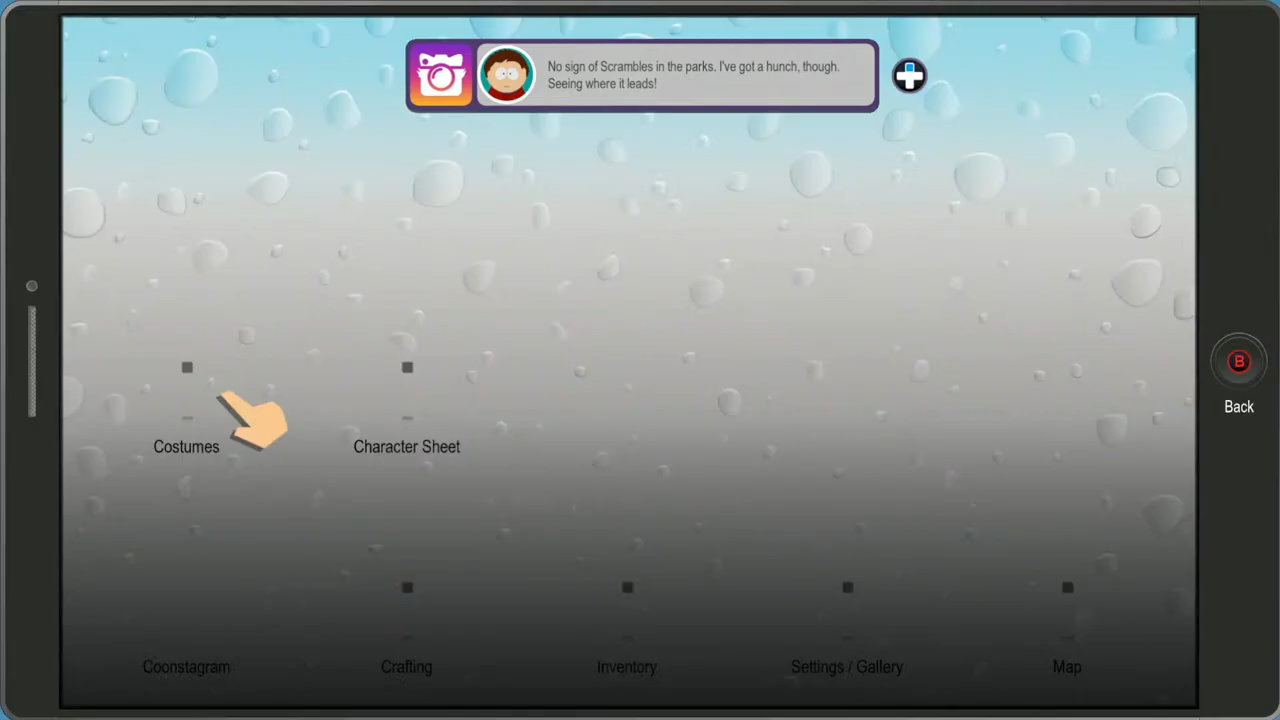 No sign of Scrambles in the parks. I've got a hunch, though.
Seeing where it leads!
B
Back
Costumes
Character Sheet
Coonstagram
Crafting
Inventory
Settings / Gallery
Map